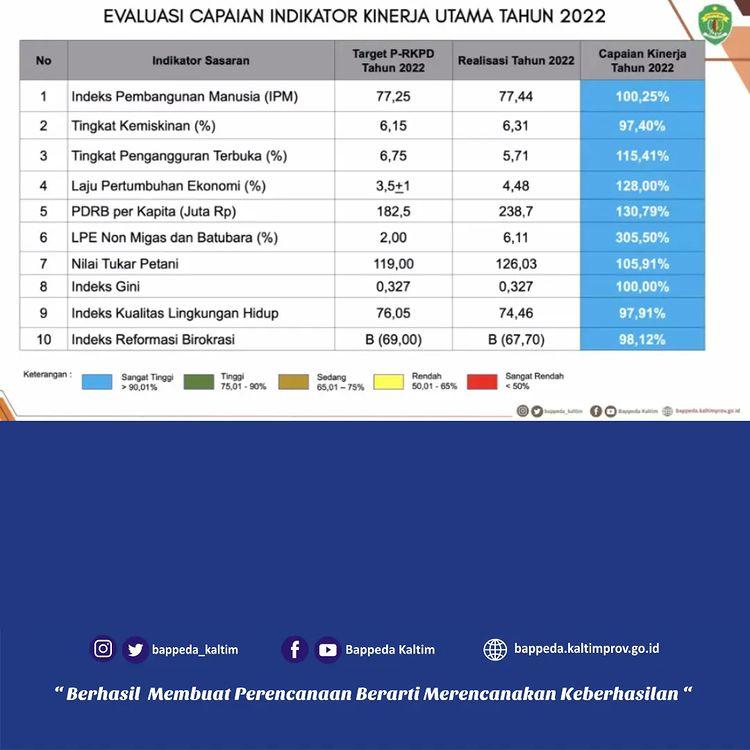 EVALUASI CAPAIAN INDIKATOR KINERJA UTAMA TAHUN 2022
No Indikator Sasaran Target P-RKPD Tahun 2022 Realisasi Tahun 2022 Capaian Kinerja Tahun 2022
1 Indeks Pembangunan Manusia (IPM) 77,25 77,44 100,25%
2 Tingkat Kemiskinan (%) 6,15 6,31 97,40%
3 Tingkat Pengangguran Terbuka (%) 6,75 5,71 115,41%
4 Laju Pertumbuhan Ekonomi (%) 3,5±1 4,48 128,00%
5 PDRB per Kapita (Juta Rp) 182,5 238,7 130,79%
6 LPE Non Migas dan Batubara (%) 2,00 6,11 305,50%
7 Nilai Tukar Petani 119,00 126,03 105,91%
8 Indeks Gini 0,327 0,327 100,00%
9 Indeks Kualitas Lingkungan Hidup 76,05 74,46 97,91%
10 Indeks Reformasi Birokrasi B (69,00) B (67,70) 98,12%
Keterangan : Sangat Tinggi > 90,01% Tinggi 75,01 - 90% Sedang 65,01 – 75% Rendah 50,01 - 65% Sangat Rendah < 50%
bappeda_kaltim Bappeda Kaltim bappeda.kaltimprov.go.id
bappeda_kaltim Bappeda Kaltim bappeda.kaltimprov.go.id
“ Berhasil Membuat Perencanaan Berarti Merencanakan Keberhasilan “